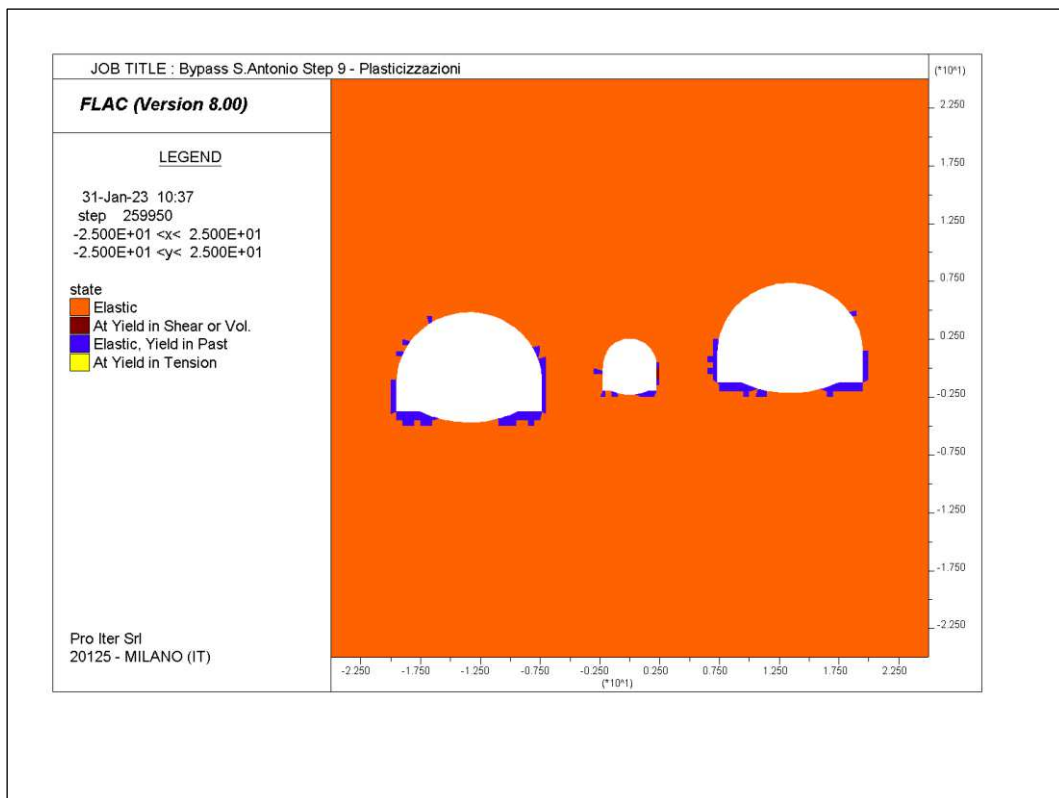 JOB TITLE : Bypass S.Antonio Step 9 - Plasticizzazioni
(*10^1)
FLAC (Version 8.00)
LEGEND
31-Jan-23 10:37
step 259950
-2.500E+01 <x< 2.500E+01
-2.500E+01 <y< 2.500E+01
state
Elastic
At Yield in Shear or Vol.
Elastic, Yield in Past
At Yield in Tension
Pro Iter Srl
20125 - MILANO (IT)
2.250
1.750
1.250
0.750
0.250
-0.250
-0.750
-1.250
-1.750
-2.250
-2.250 -1.750 -1.250 -0.750 -0.250 0.250 0.750 1.250 1.750 2.250
(*10^1)